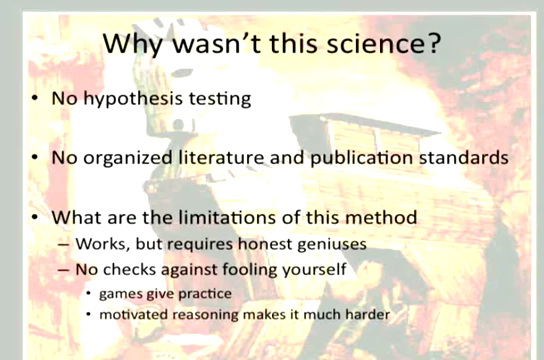 Why wasn't this science?
• No hypothesis testing
• No organized literature and publication standards
• What are the limitations of this method
– Works, but requires honest geniuses
– No checks against fooling yourself
• games give practice
• motivated reasoning makes it much harder